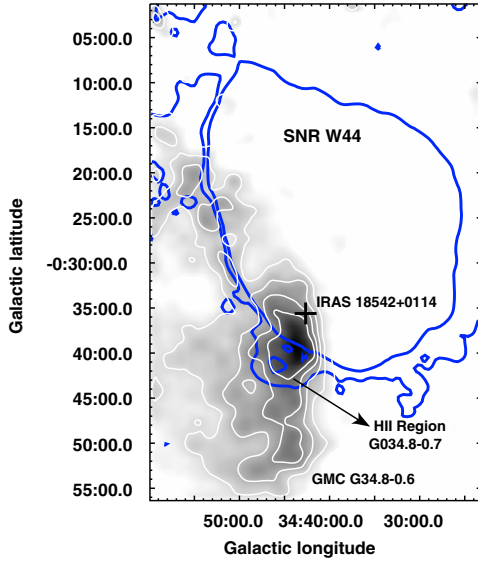 05:00.0
10:00.0
SNR W44
15:00.0
20:00.0
25:00.0
Galactic latitude
-0:30:00.0
IRAS 18542+0114
35:00.0
40:00.0
45:00.0
HII Region
G034.8-0.7
50:00.0
GMC G34.8-0.6
55:00.0
50:00.0 34:40:00.0 30:00.0
Galactic longitude